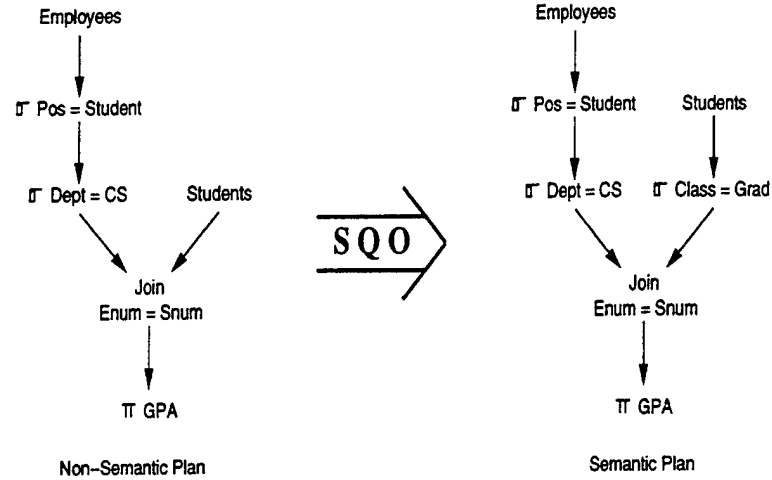 Employees
σ Pos = Student
σ Dept = CS
Students
Join
Enum = Snum
π GPA
Non-Semantic Plan
SQO
Employees
σ Pos = Student
Students
σ Dept = CS
σ Class = Grad
Join
Enum = Snum
π GPA
Semantic Plan